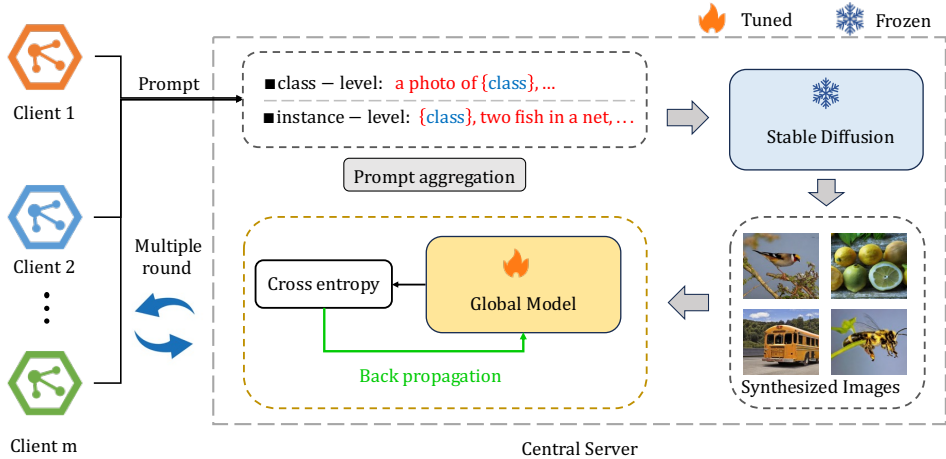 Tuned
Frozen
Client 1
Prompt
■class – level: a photo of {class}, ...
■instance – level: {class}, two fish in a net, ...
Prompt aggregation
Stable Diffusion
Client 2
Multiple
round
Cross entropy
Global Model
Back propagation
Synthesized Images
Client m
Central Server